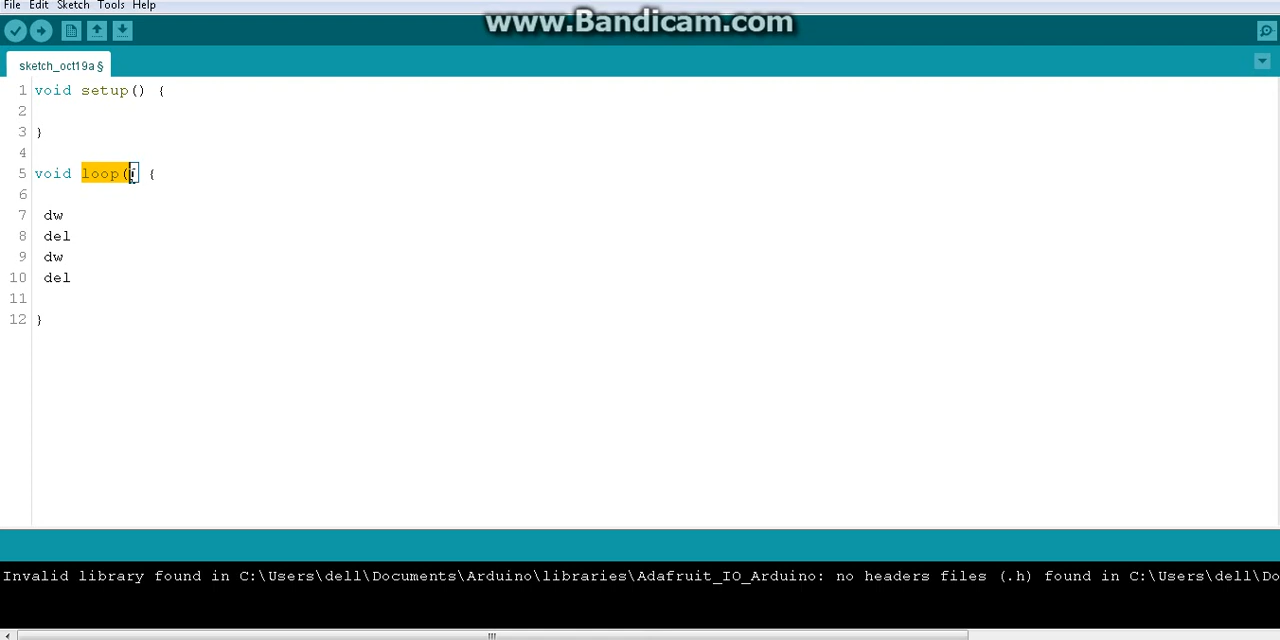 File Edit Sketch Tools Help
www.Bandicam.com
sketch_oct19a §
1 void setup() {
2
3 }
4
5 void loop( {
6
7 dw
8 del
9 dw
10 del
11
12 }
Invalid library found in C:\Users\dell\Documents\Arduino\libraries\Adafruit_IO_Arduino: no headers files (.h) found in C:\Users\dell\Do